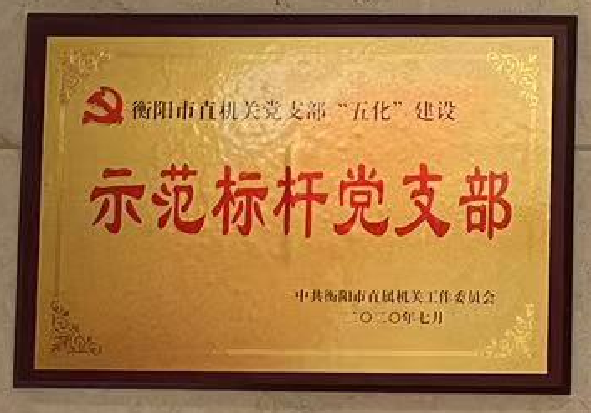 衡阳市直机关党支部“五化”建设
示范标杆党支部
中共衡阳市直属机关工作委员会
二〇二〇年七月